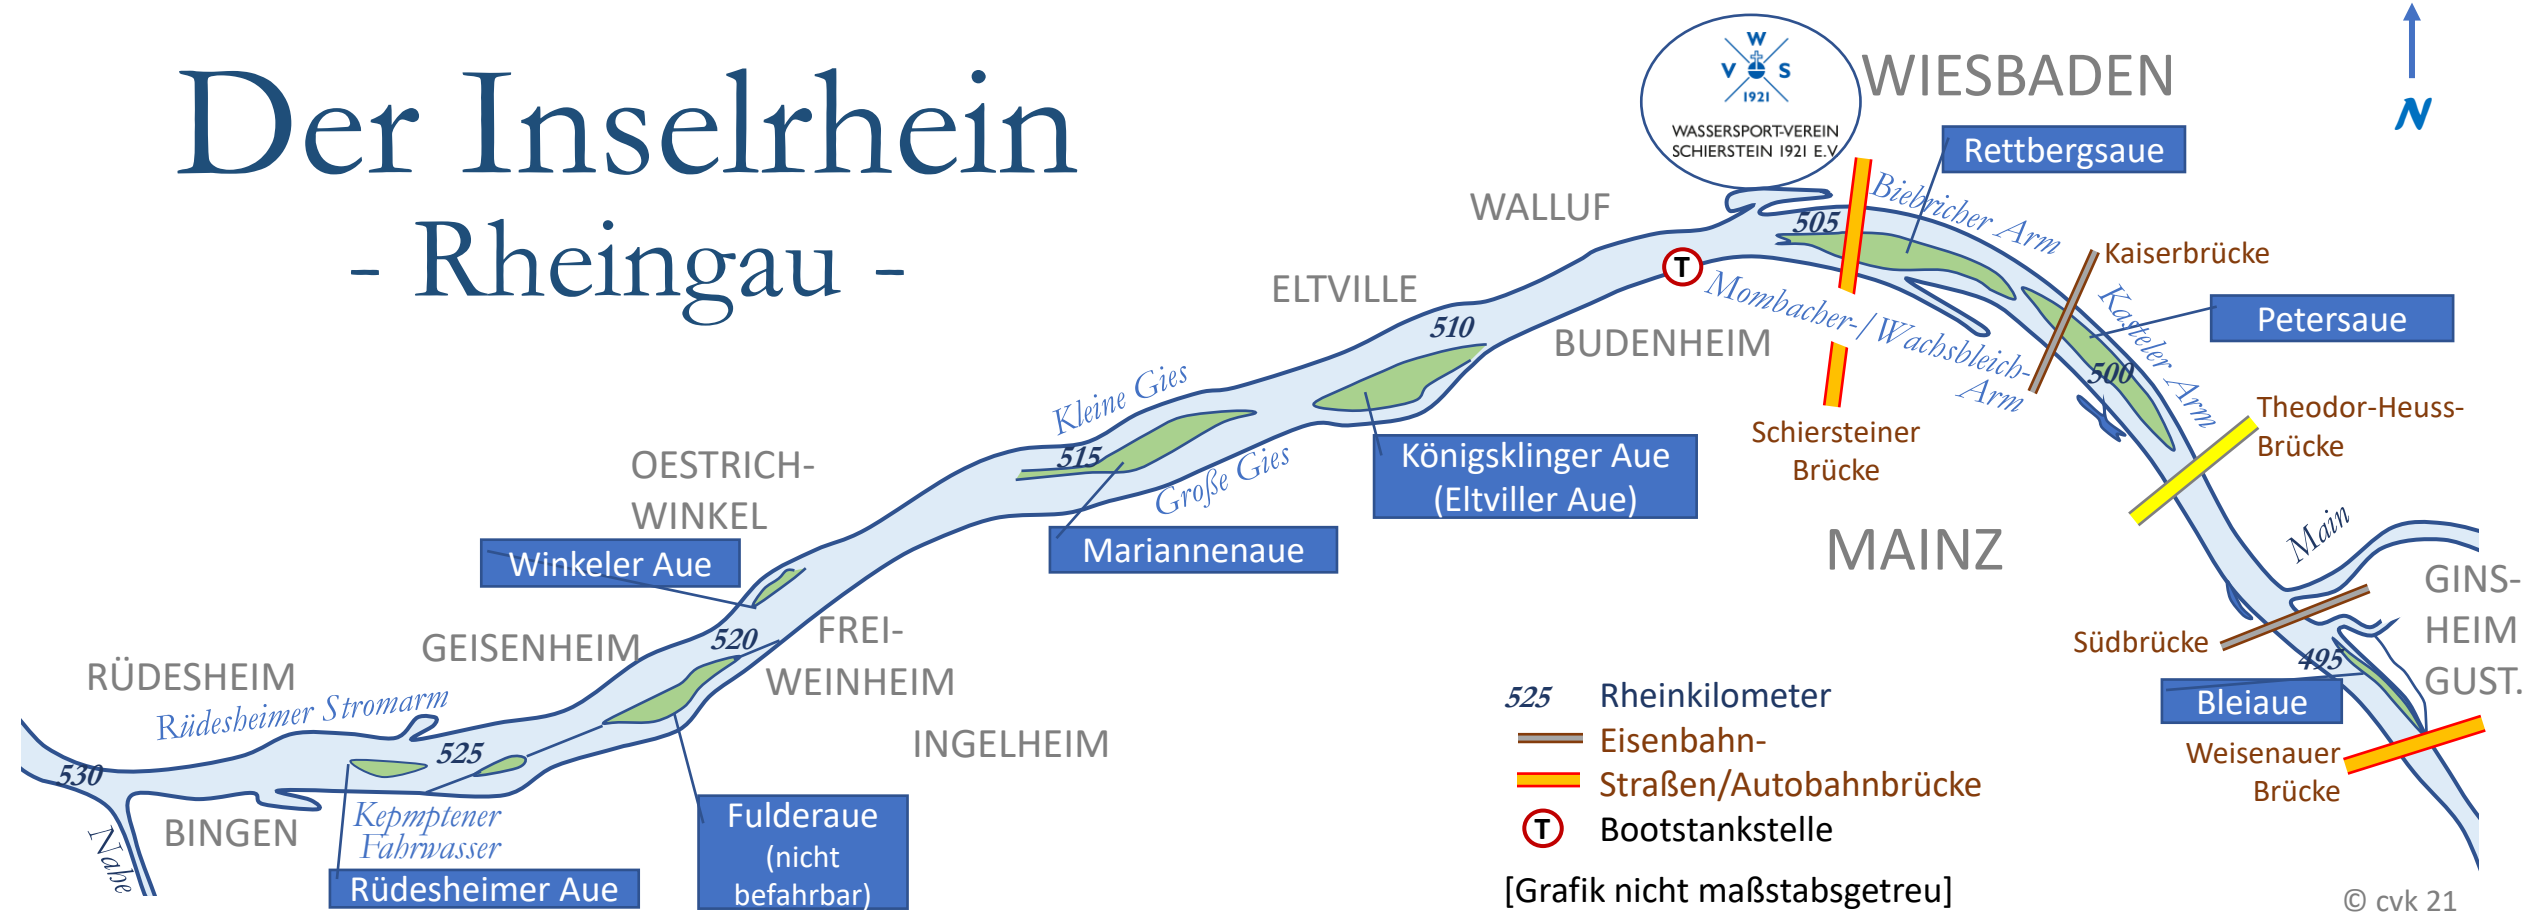 Der Inselrhein
- Rheingau -
W
V S
1921
WASSERSPORT-VEREIN
SCHIERSTEIN 1921 E.V.
WIESBADEN
N
Rettbergsaue
WALLUF
505
Biebricher Arm
Kaiserbrücke
ELTVILLE
T
Mombacher-/Wachsbleich-
Arm
Kasteler Arm
Petersaue
510
BUDENHEIM
500
Kleine Gies
Theodor-Heuss-
Brücke
Schiersteiner
Brücke
OESTRICH-
WINKEL
515
Große Gies
Königsklinger Aue
(Eltviller Aue)
Winkeler Aue
Mariannenaue
MAINZ
Main
GINS-
HEIM
GUST.
GEISENHEIM
520
FREI-
WEINHEIM
Südbrücke
495
RÜDESHEIM
Rüdesheimer Stromarm
Bleiaue
525
INGELHEIM
Weisenauer
Brücke
530
Nahe
BINGEN
Kepmptener
Fahrwasser
Rüdesheimer Aue
Fulderaue
(nicht
befahrbar)
525 Rheinkilometer
Eisenbahn-
Straßen/Autobahnbrücke
T Bootstankstelle
[Grafik nicht maßstabsgetreu]
© cvk 21